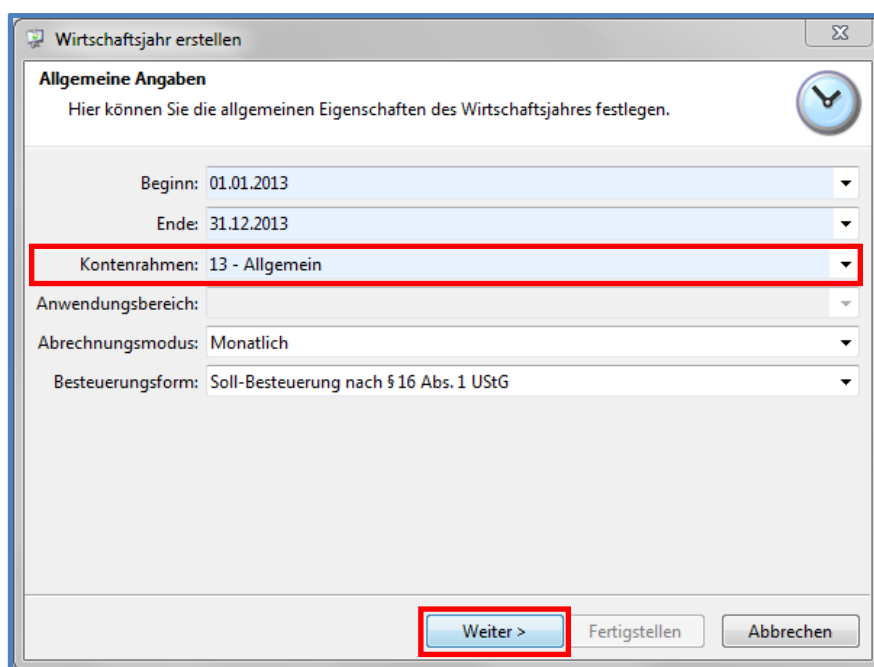 Wirtschaftsjahr erstellen
Allgemeine Angaben
Hier können Sie die allgemeinen Eigenschaften des Wirtschaftsjahres festlegen.
Beginn: 01.01.2013
Ende: 31.12.2013
Kontenrahmen: 13 - Allgemein
Anwendungsbereich:
Abrechnungsmodus: Monatlich
Besteuerungsform: Soll-Besteuerung nach § 16 Abs. 1 UStG
Weiter > Fertigstellen Abbrechen